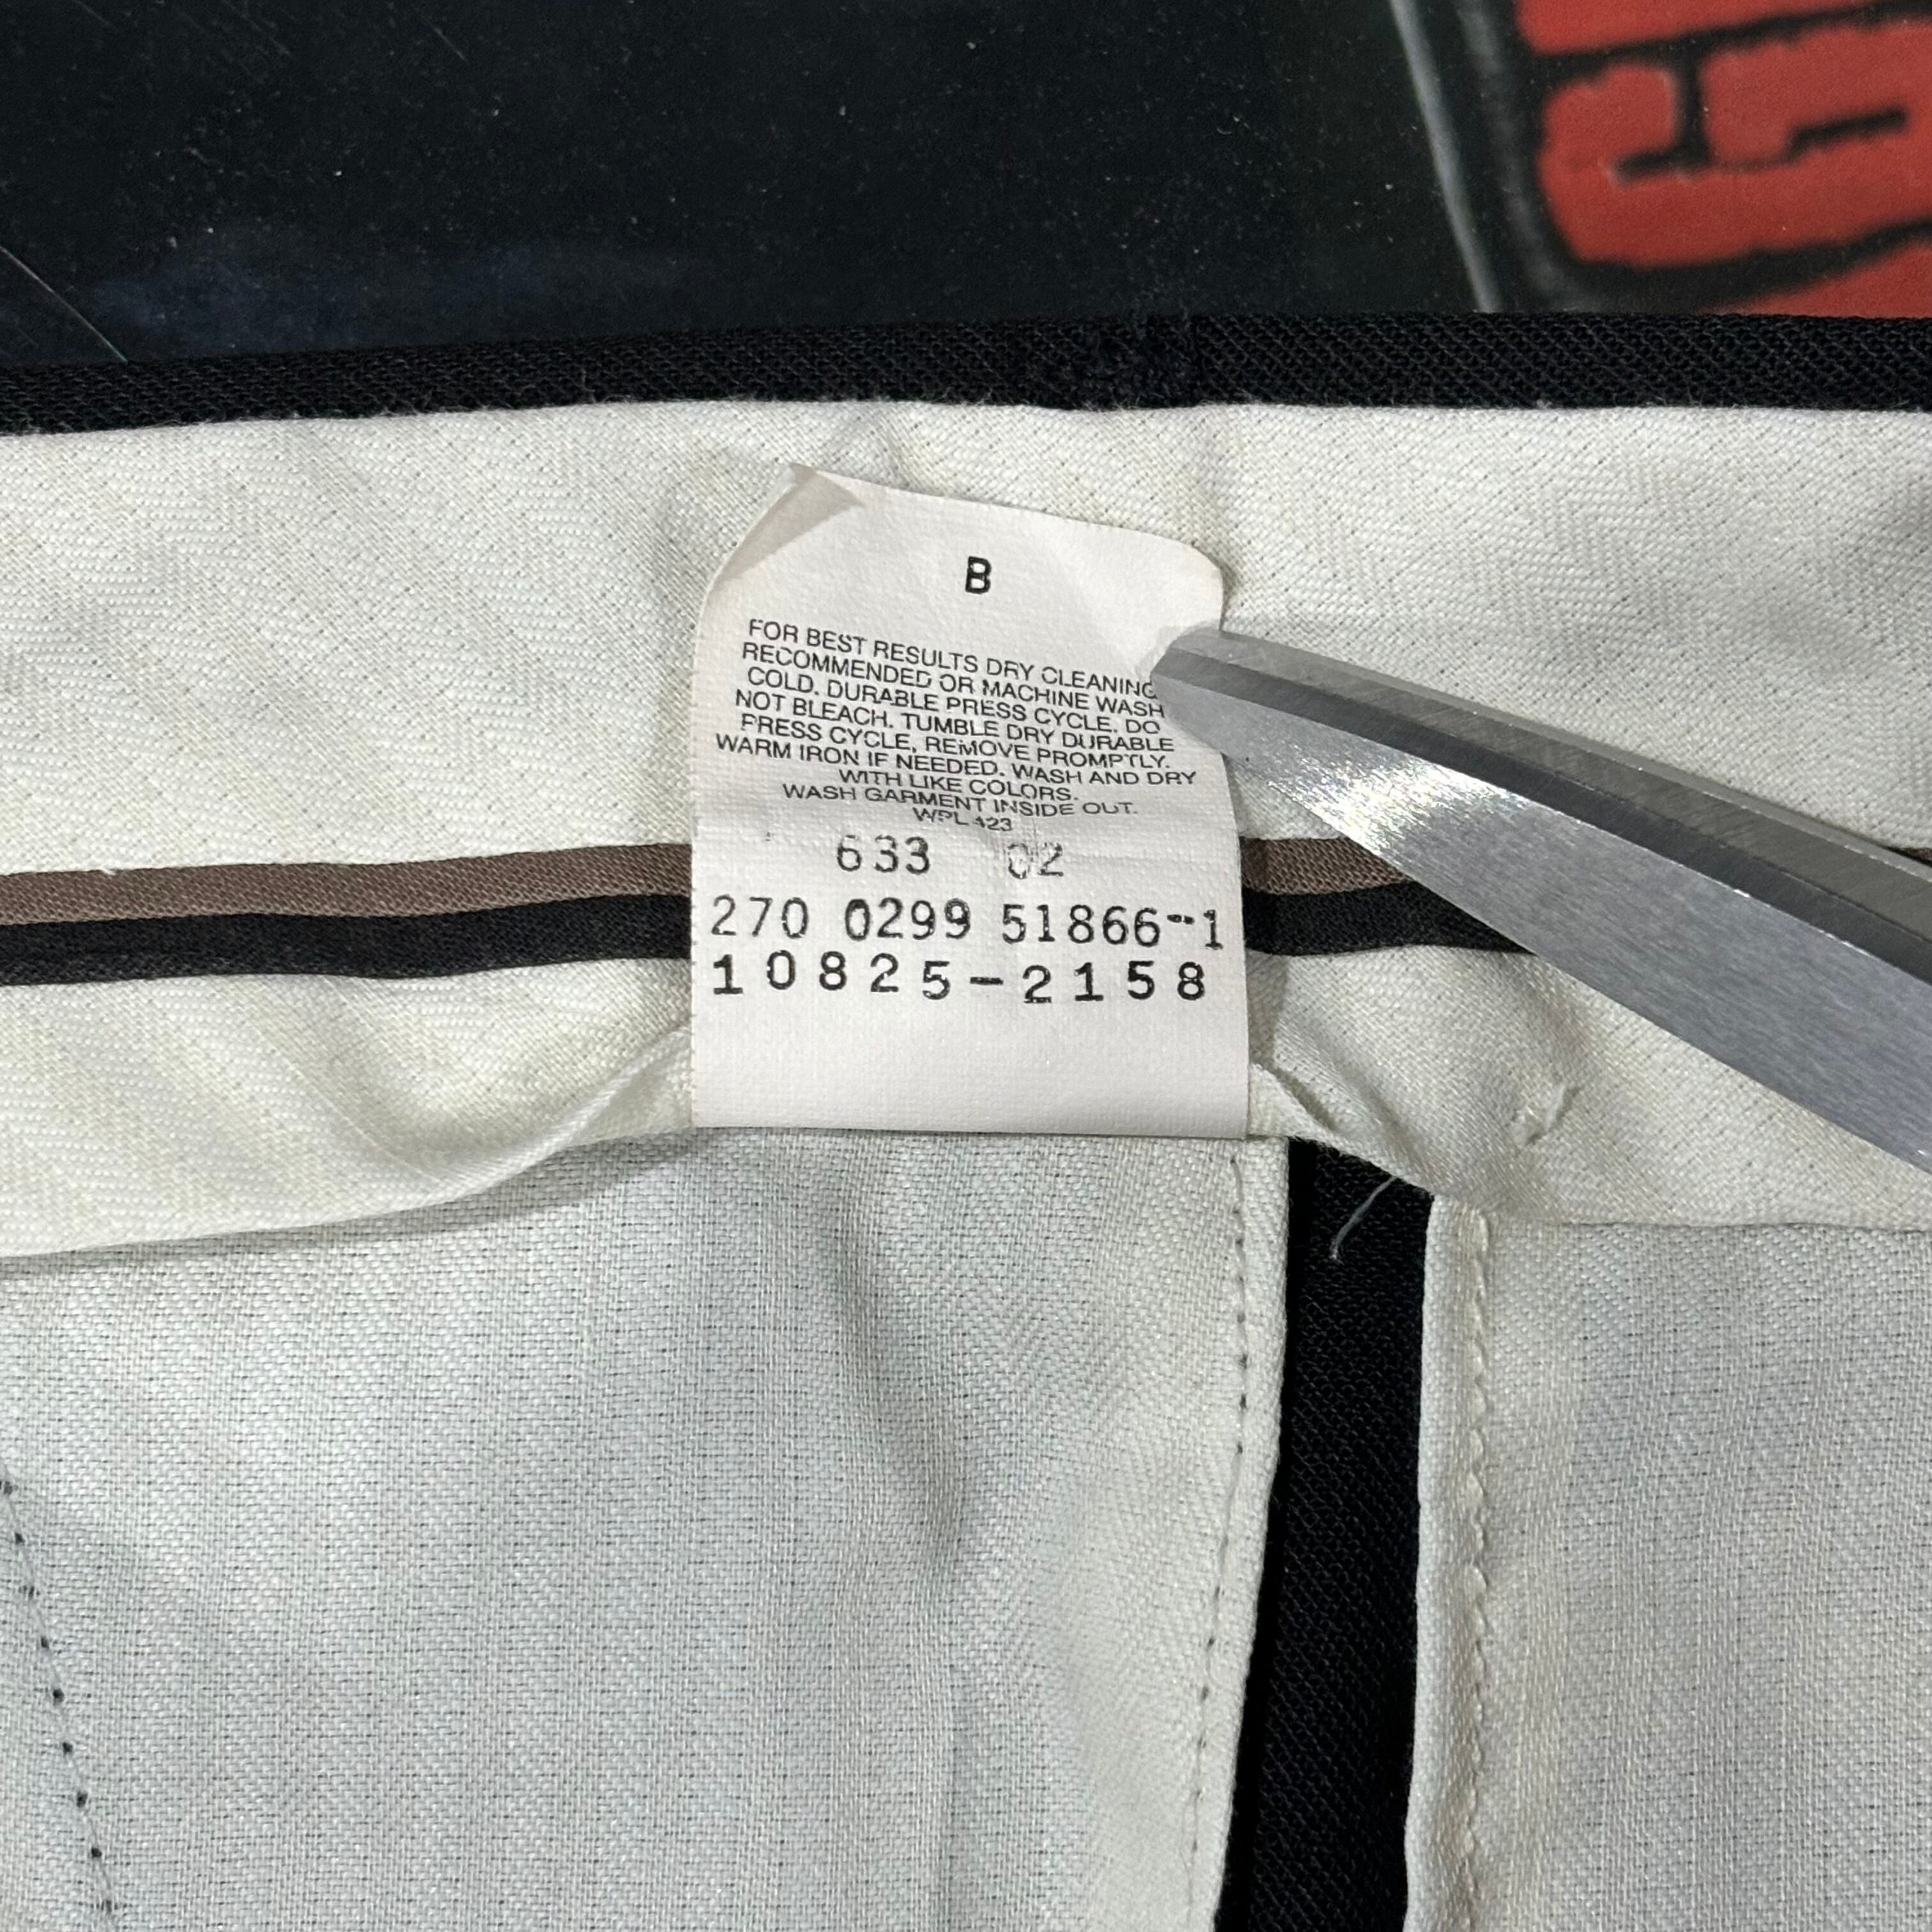 B
FOR BEST RESULTS DRY CLEANING
RECOMMENDED OR MACHINE WASH
COLD. DURABLE PRESS CYCLE. DO
NOT BLEACH. TUMBLE DRY DURABLE
PRESS CYCLE, REMOVE PROMPTLY.
WARM IRON IF NEEDED. WASH AND DRY
WITH LIKE COLORS.
WASH GARMENT INSIDE OUT.
WPL 423
633 02
270 0299 51866-1
10825-2158